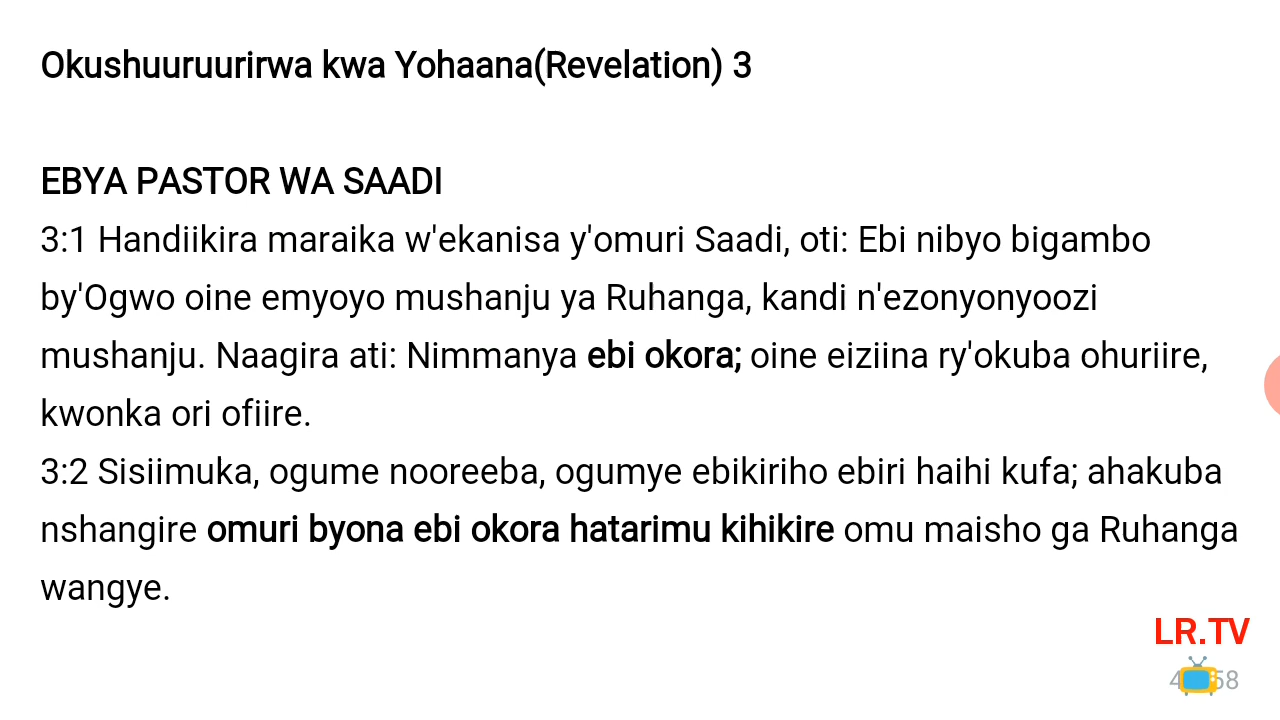 Okushuuruurirwa kwa Yohaana(Revelation) 3
EBYA PASTOR WA SAADI
3:1 Handiikira maraika w'ekanisa y'omuri Saadi, oti: Ebi nibyo bigambo
by'Ogwo oine emyoyo mushanju ya Ruhanga, kandi n'ezonyonyoozi
mushanju. Naagira ati: Nimmanya ebi okora; oine eiziina ry'okuba ohuriire,
kwonka ori ofiire.
3:2 Sisiimuka, ogume nooreeba, ogumye ebikiriho ebiri haihi kufa; ahakuba
nshangire omuri byona ebi okora hatarimu kihikire omu maisho ga Ruhanga
wangye.
LR.TV